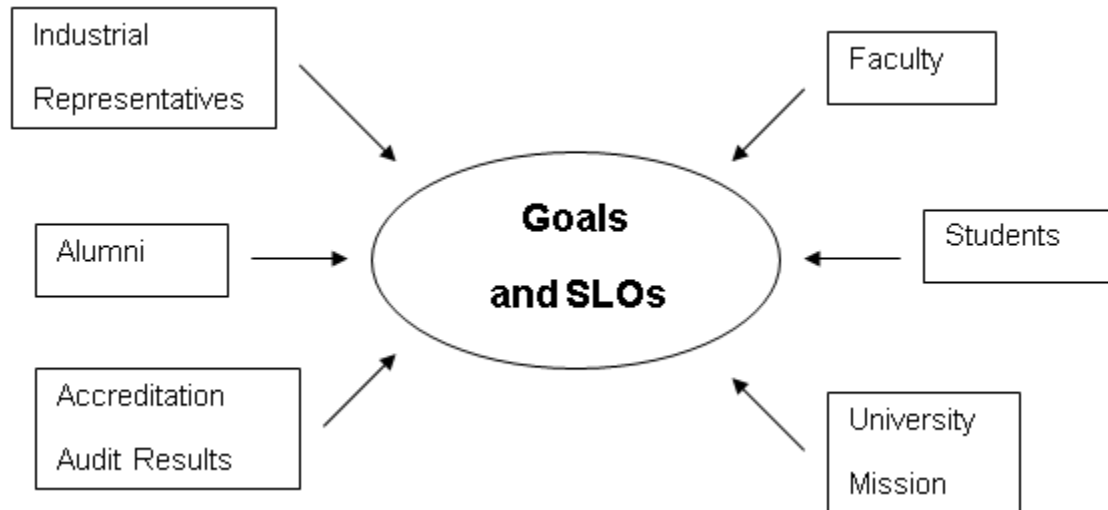 Industrial
Representatives
Faculty
Goals
and SLOs
Alumni
Students
Accreditation
Audit Results
University
Mission